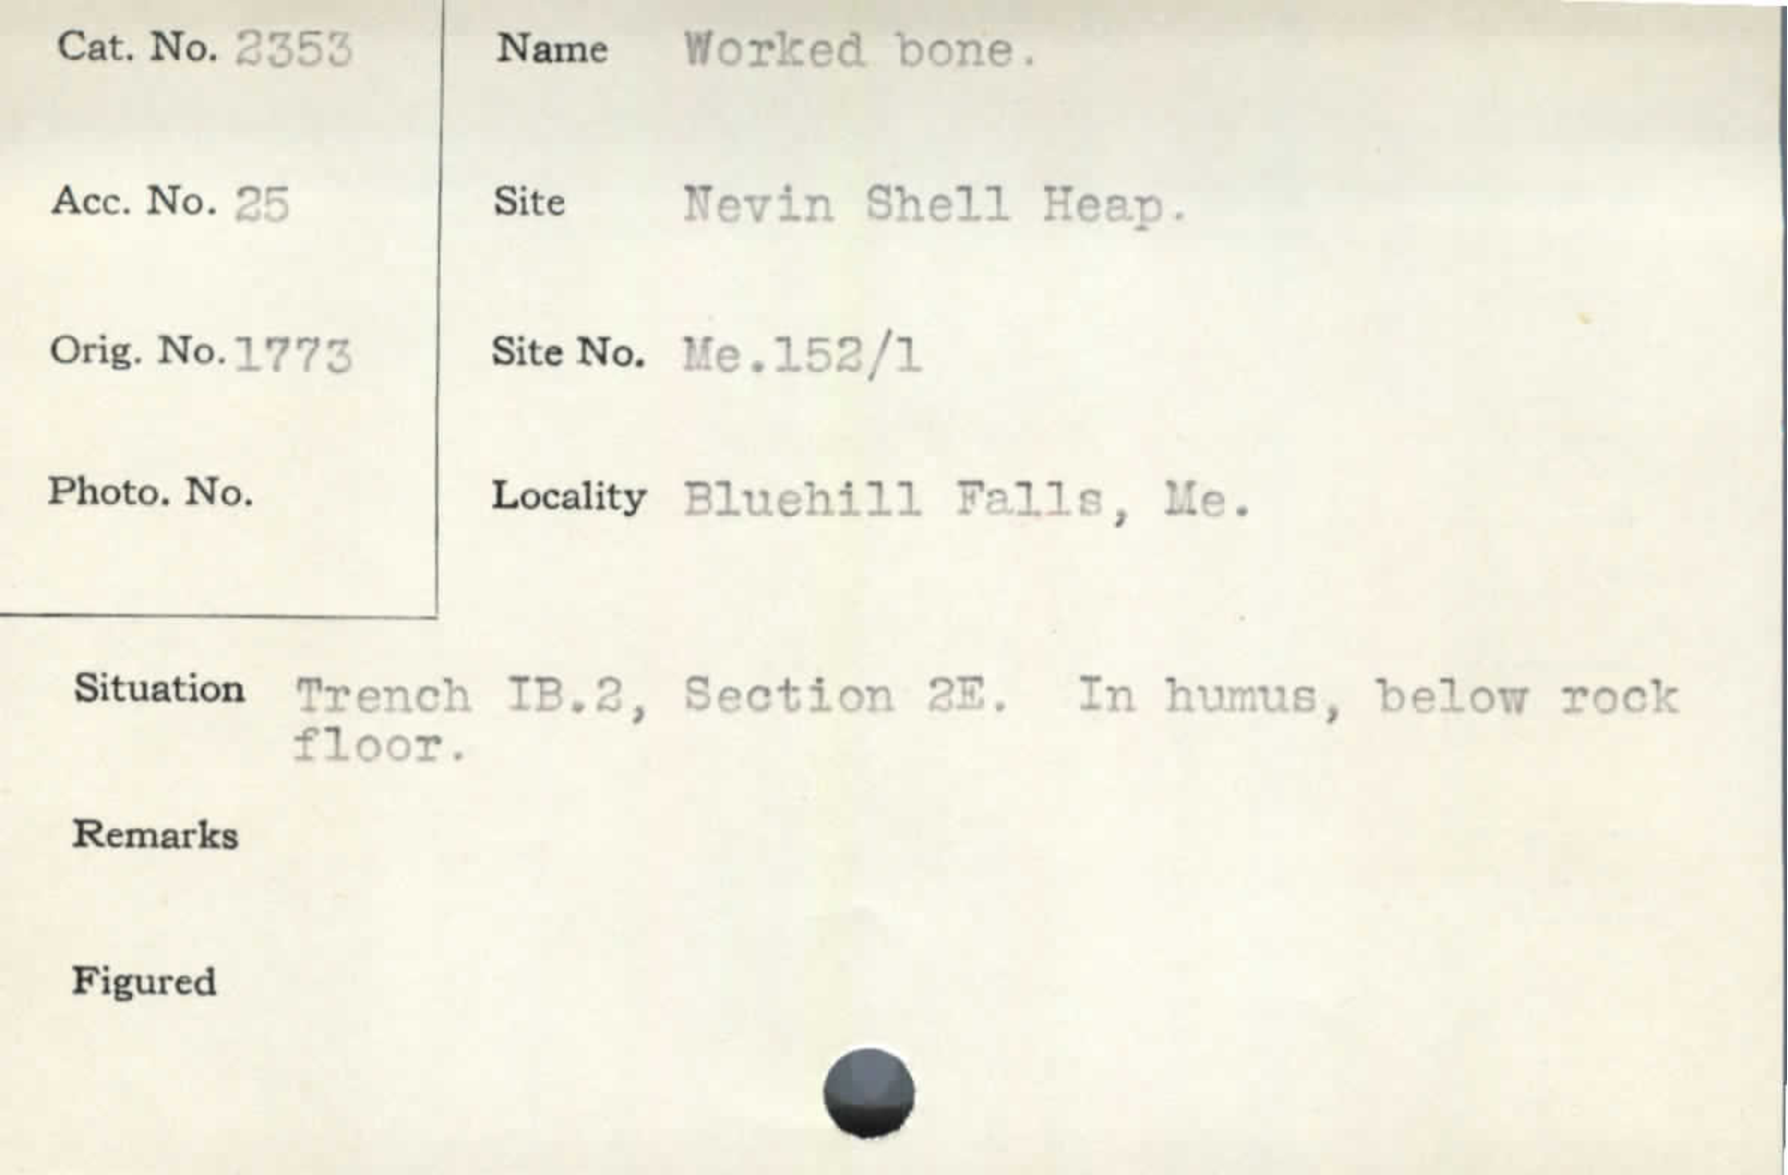 Cat. No. 2353
Name Worked bone.
Acc. No. 25
Site Nevin Shell Heap.
Orig. No. 1773
Site No. Me.152/1
Photo. No.
Locality Bluehill Falls, Me.
Situation Trench IB.2, Section 2E. In humus, below rock
floor.
Remarks
Figured